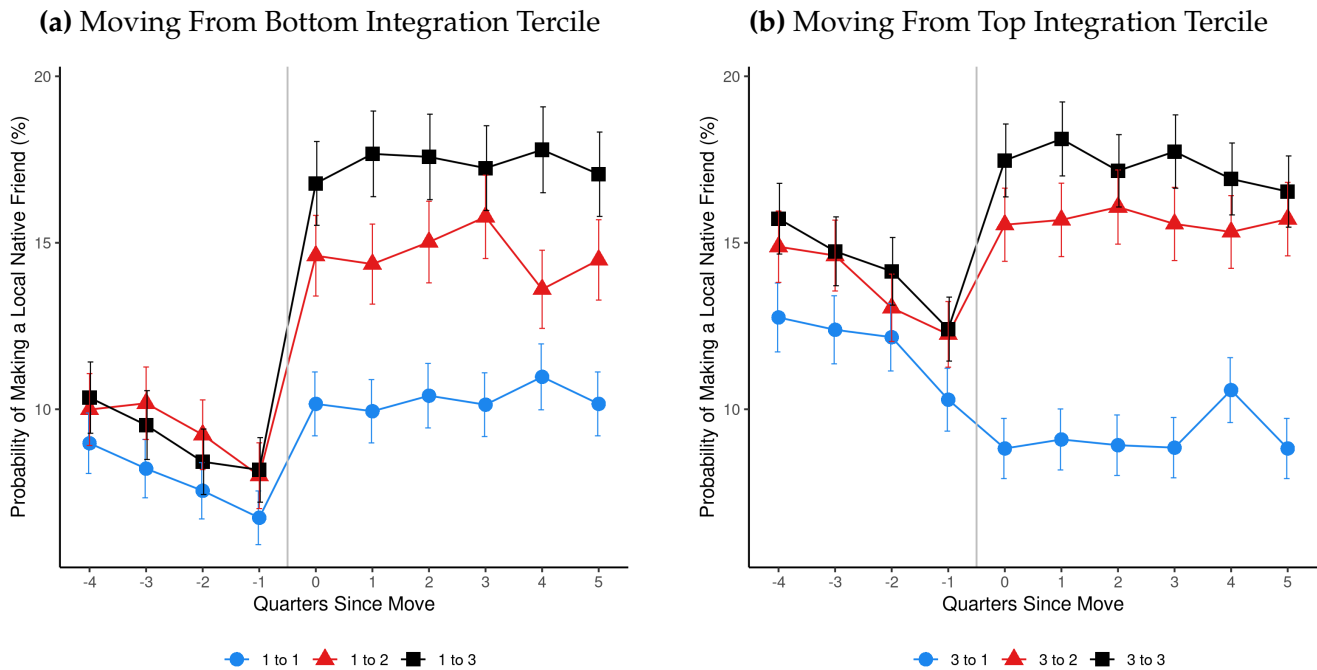 (a) Moving From Bottom Integration Tercile
Probability of Making a Local Native Friend (%)
20
15
10
-4 -3 -2 -1 0 1 2 3 4 5
Quarters Since Move
1 to 1 1 to 2 1 to 3
(b) Moving From Top Integration Tercile
Probability of Making a Local Native Friend (%)
20
15
10
-4 -3 -2 -1 0 1 2 3 4 5
Quarters Since Move
3 to 1 3 to 2 3 to 3